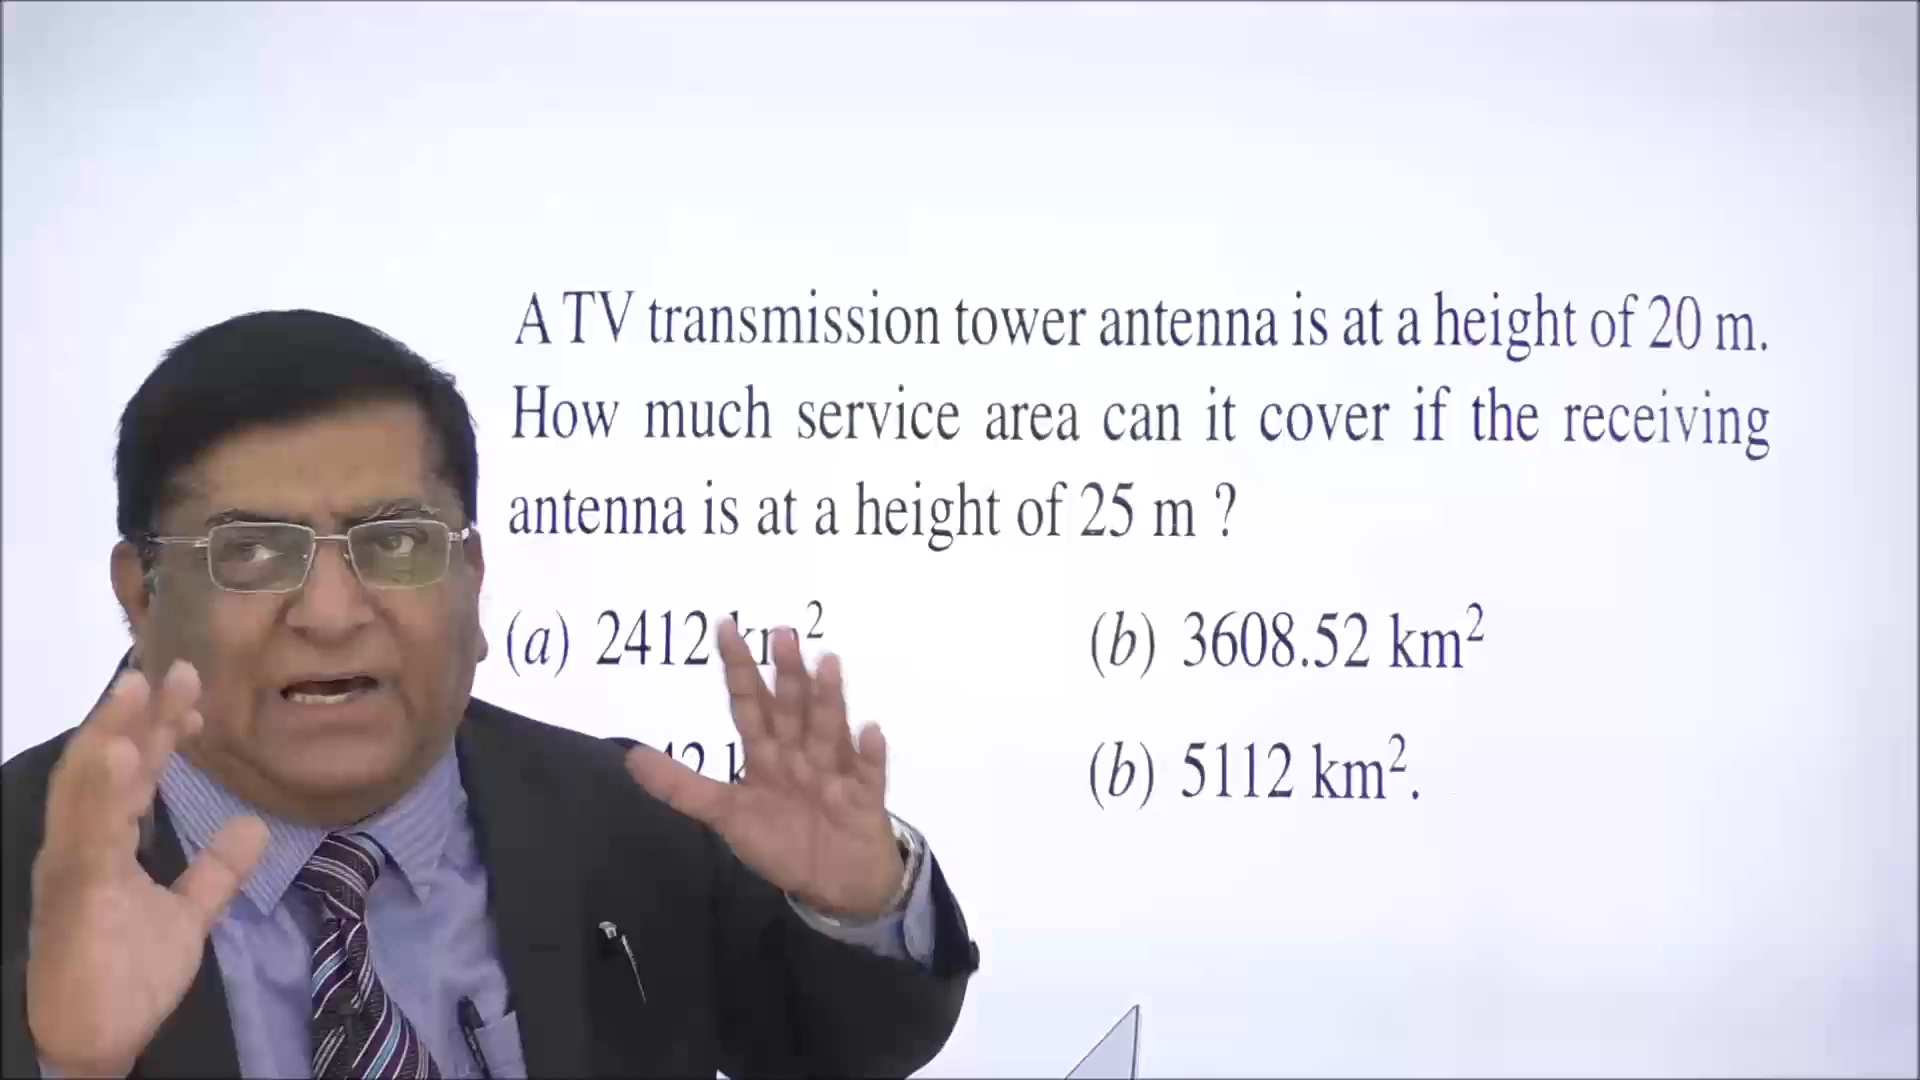 A TV transmission tower antenna is at a height of 20 m.
How much service area can it cover if the receiving
antenna is at a height of 25 m ?
(a) 2412 km²
(b) 3608.52 km²
(b) 5112 km².